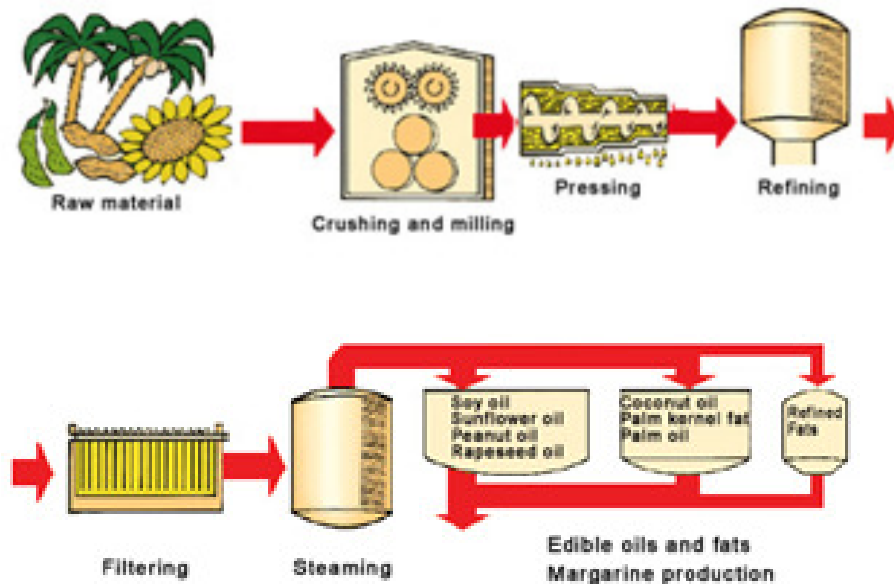 Raw material
Crushing and milling
Pressing
Refining
Filtering
Steaming
Soy oil
Sunflower oil
Peanut oil
Rapeseed oil
Coconut oil
Palm kernel fat
Palm oil
Refined
Fats
Edible oils and fats
Margarine production